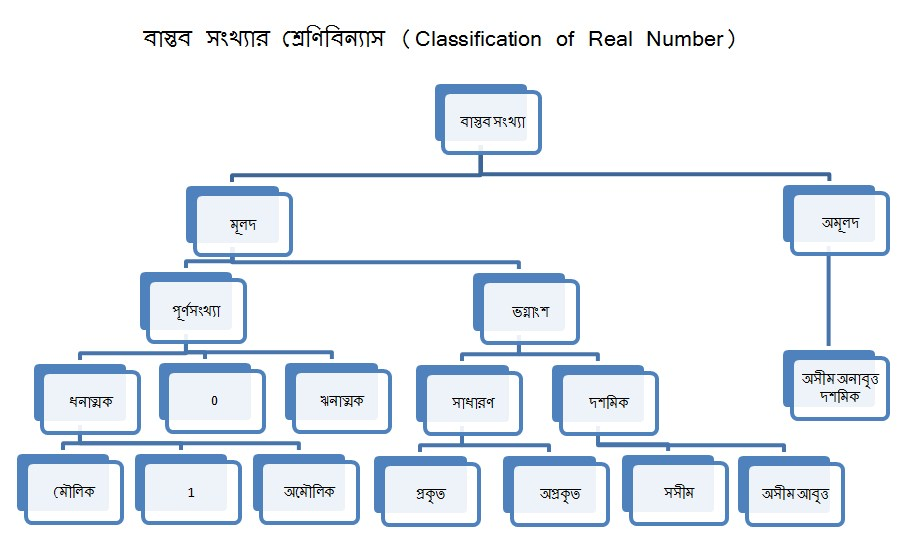 বাস্তব সংখ্যার শ্রেণিবিন্যাস (Classification of Real Number)
বাস্তব সংখ্যা
মূলদ
অমূলদ
পূর্ণসংখ্যা
ভগ্নাংশ
ধনাত্মক
0
ঋনাত্মক
সাধারণ
দশমিক
অসীম অনাবৃত্ত
দশমিক
মৌলিক
1
অমৌলিক
প্রকৃত
অপ্রকৃত
সসীম
অসীম আবৃত্ত